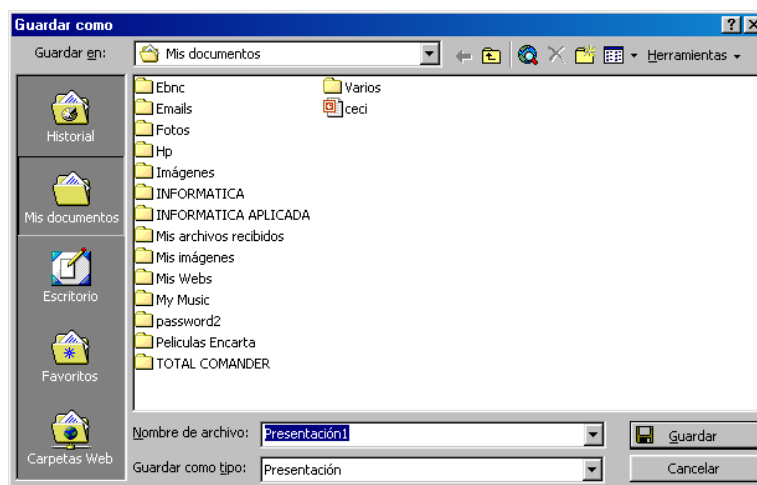 Guardar como
Guardar en: Mis documentos Herramientas
Historial
Mis documentos
Escritorio
Favoritos
Carpetas Web
Ebnc
Emails
Fotos
Hp
Imágenes
INFORMATICA
INFORMATICA APLICADA
Mis archivos recibidos
Mis imágenes
Mis Webs
My Music
password2
Peliculas Encarta
TOTAL COMANDER
Varios
ceci
Nombre de archivo: Presentación1 Guardar
Guardar como tipo: Presentación Cancelar